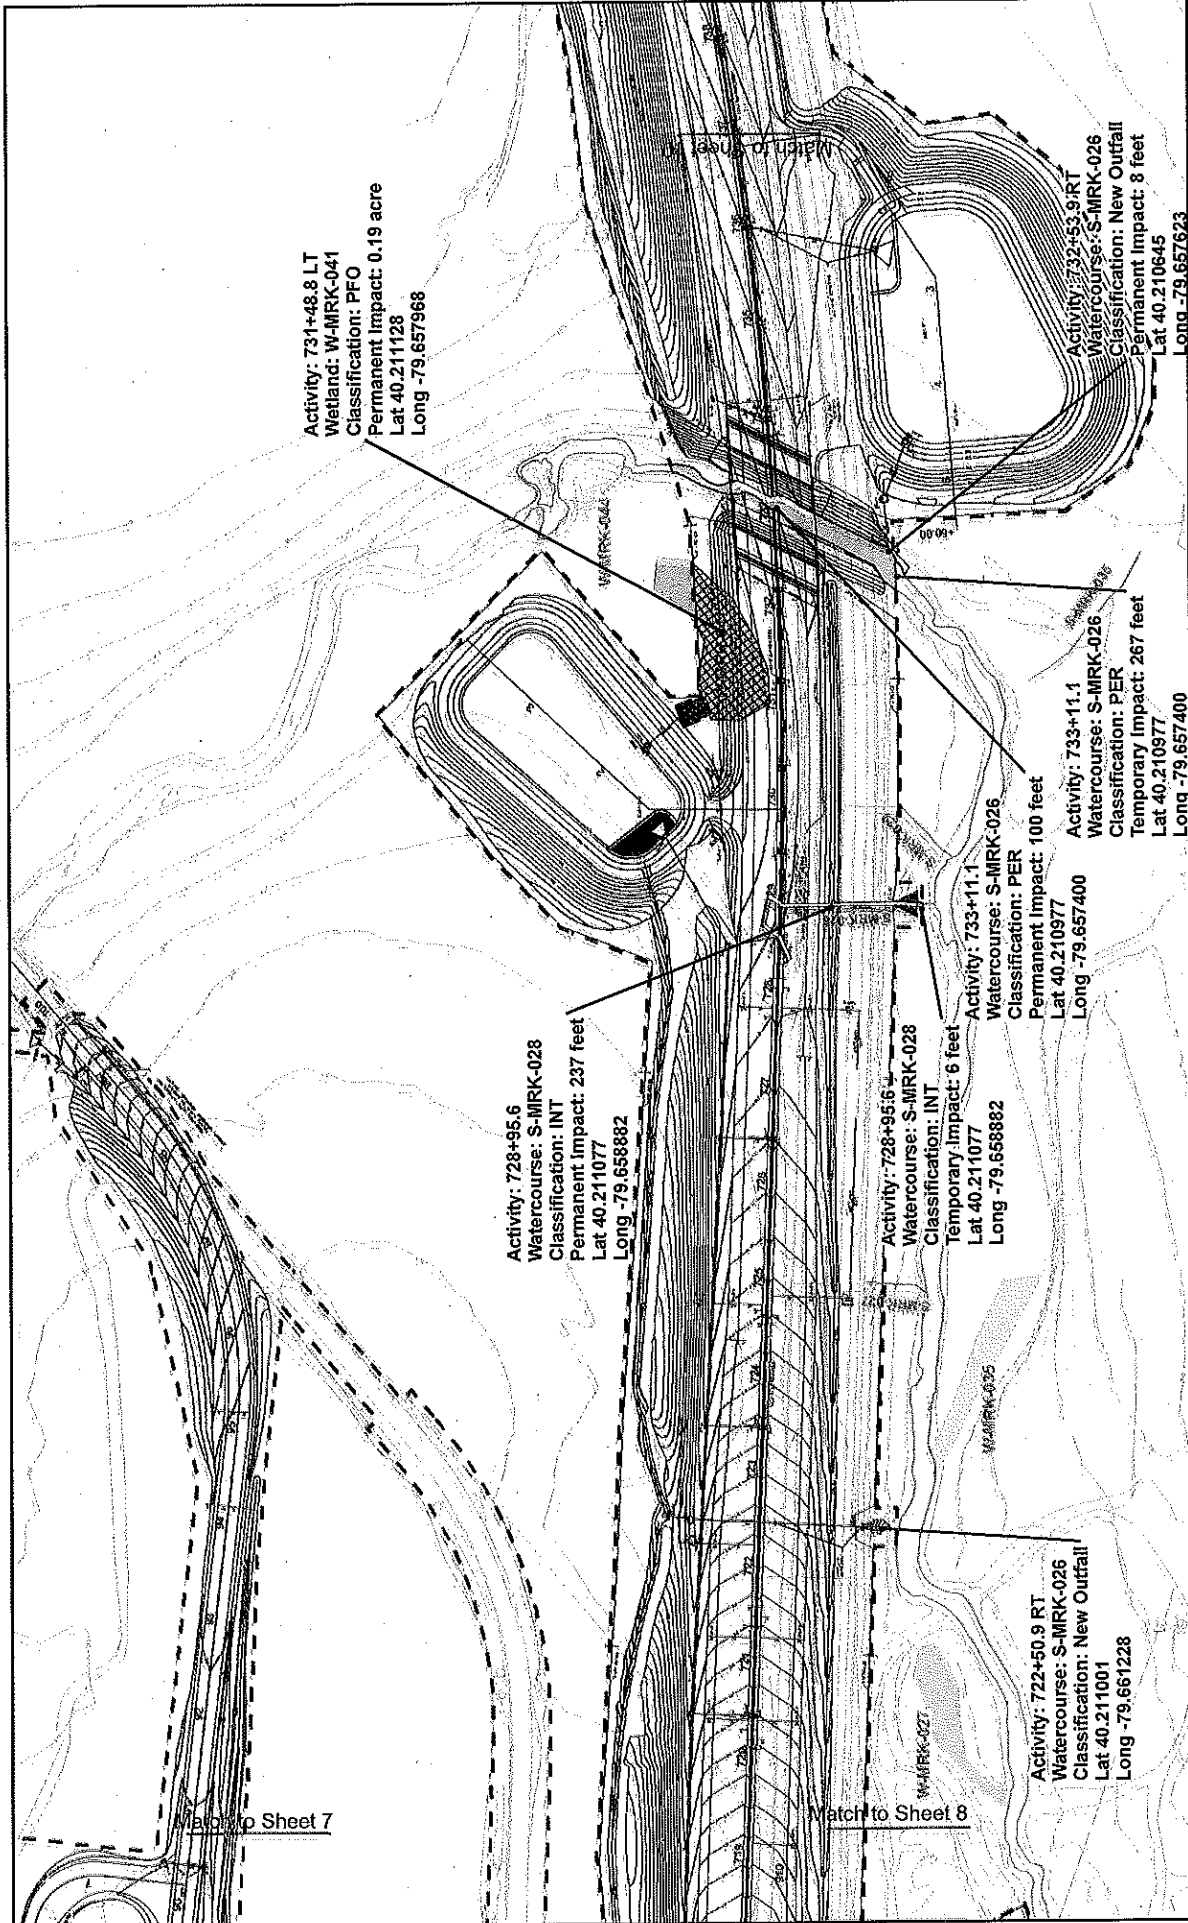 Activity: 731+48.8 LT
Wetland: W-MRK-041
Classification: PFO
Permanent Impact: 0.19 acre
Lat 40.211128
Long -79.657968
Activity: 732+53.9 RT
Watercourse: S-MRK-026
Classification: New Outfall
Permanent Impact: 8 feet
Lat 40.210645
Long -79.657623
Activity: 733+11.1
Watercourse: S-MRK-026
Classification: PER
Temporary Impact: 267 feet
Lat 40.210977
Long -79.657400
Activity: 733+11.1
Watercourse: S-MRK-026
Classification: PER
Permanent Impact: 100 feet
Lat 40.210977
Long -79.657400
Activity: 728+95.6
Watercourse: S-MRK-028
Classification: INT
Permanent Impact: 237 feet
Lat 40.211077
Long -79.658882
Activity: 728+95.6
Watercourse: S-MRK-028
Classification: INT
Temporary Impact: 6 feet
Lat 40.211077
Long -79.658882
Activity: 722+50.9 RT
Watercourse: S-MRK-026
Classification: New Outfall
Lat 40.211001
Long -79.661228
Match to Sheet 7
Match to Sheet 8
Match to Sheet
W-MRK-035
W-MRK-027
+60.00